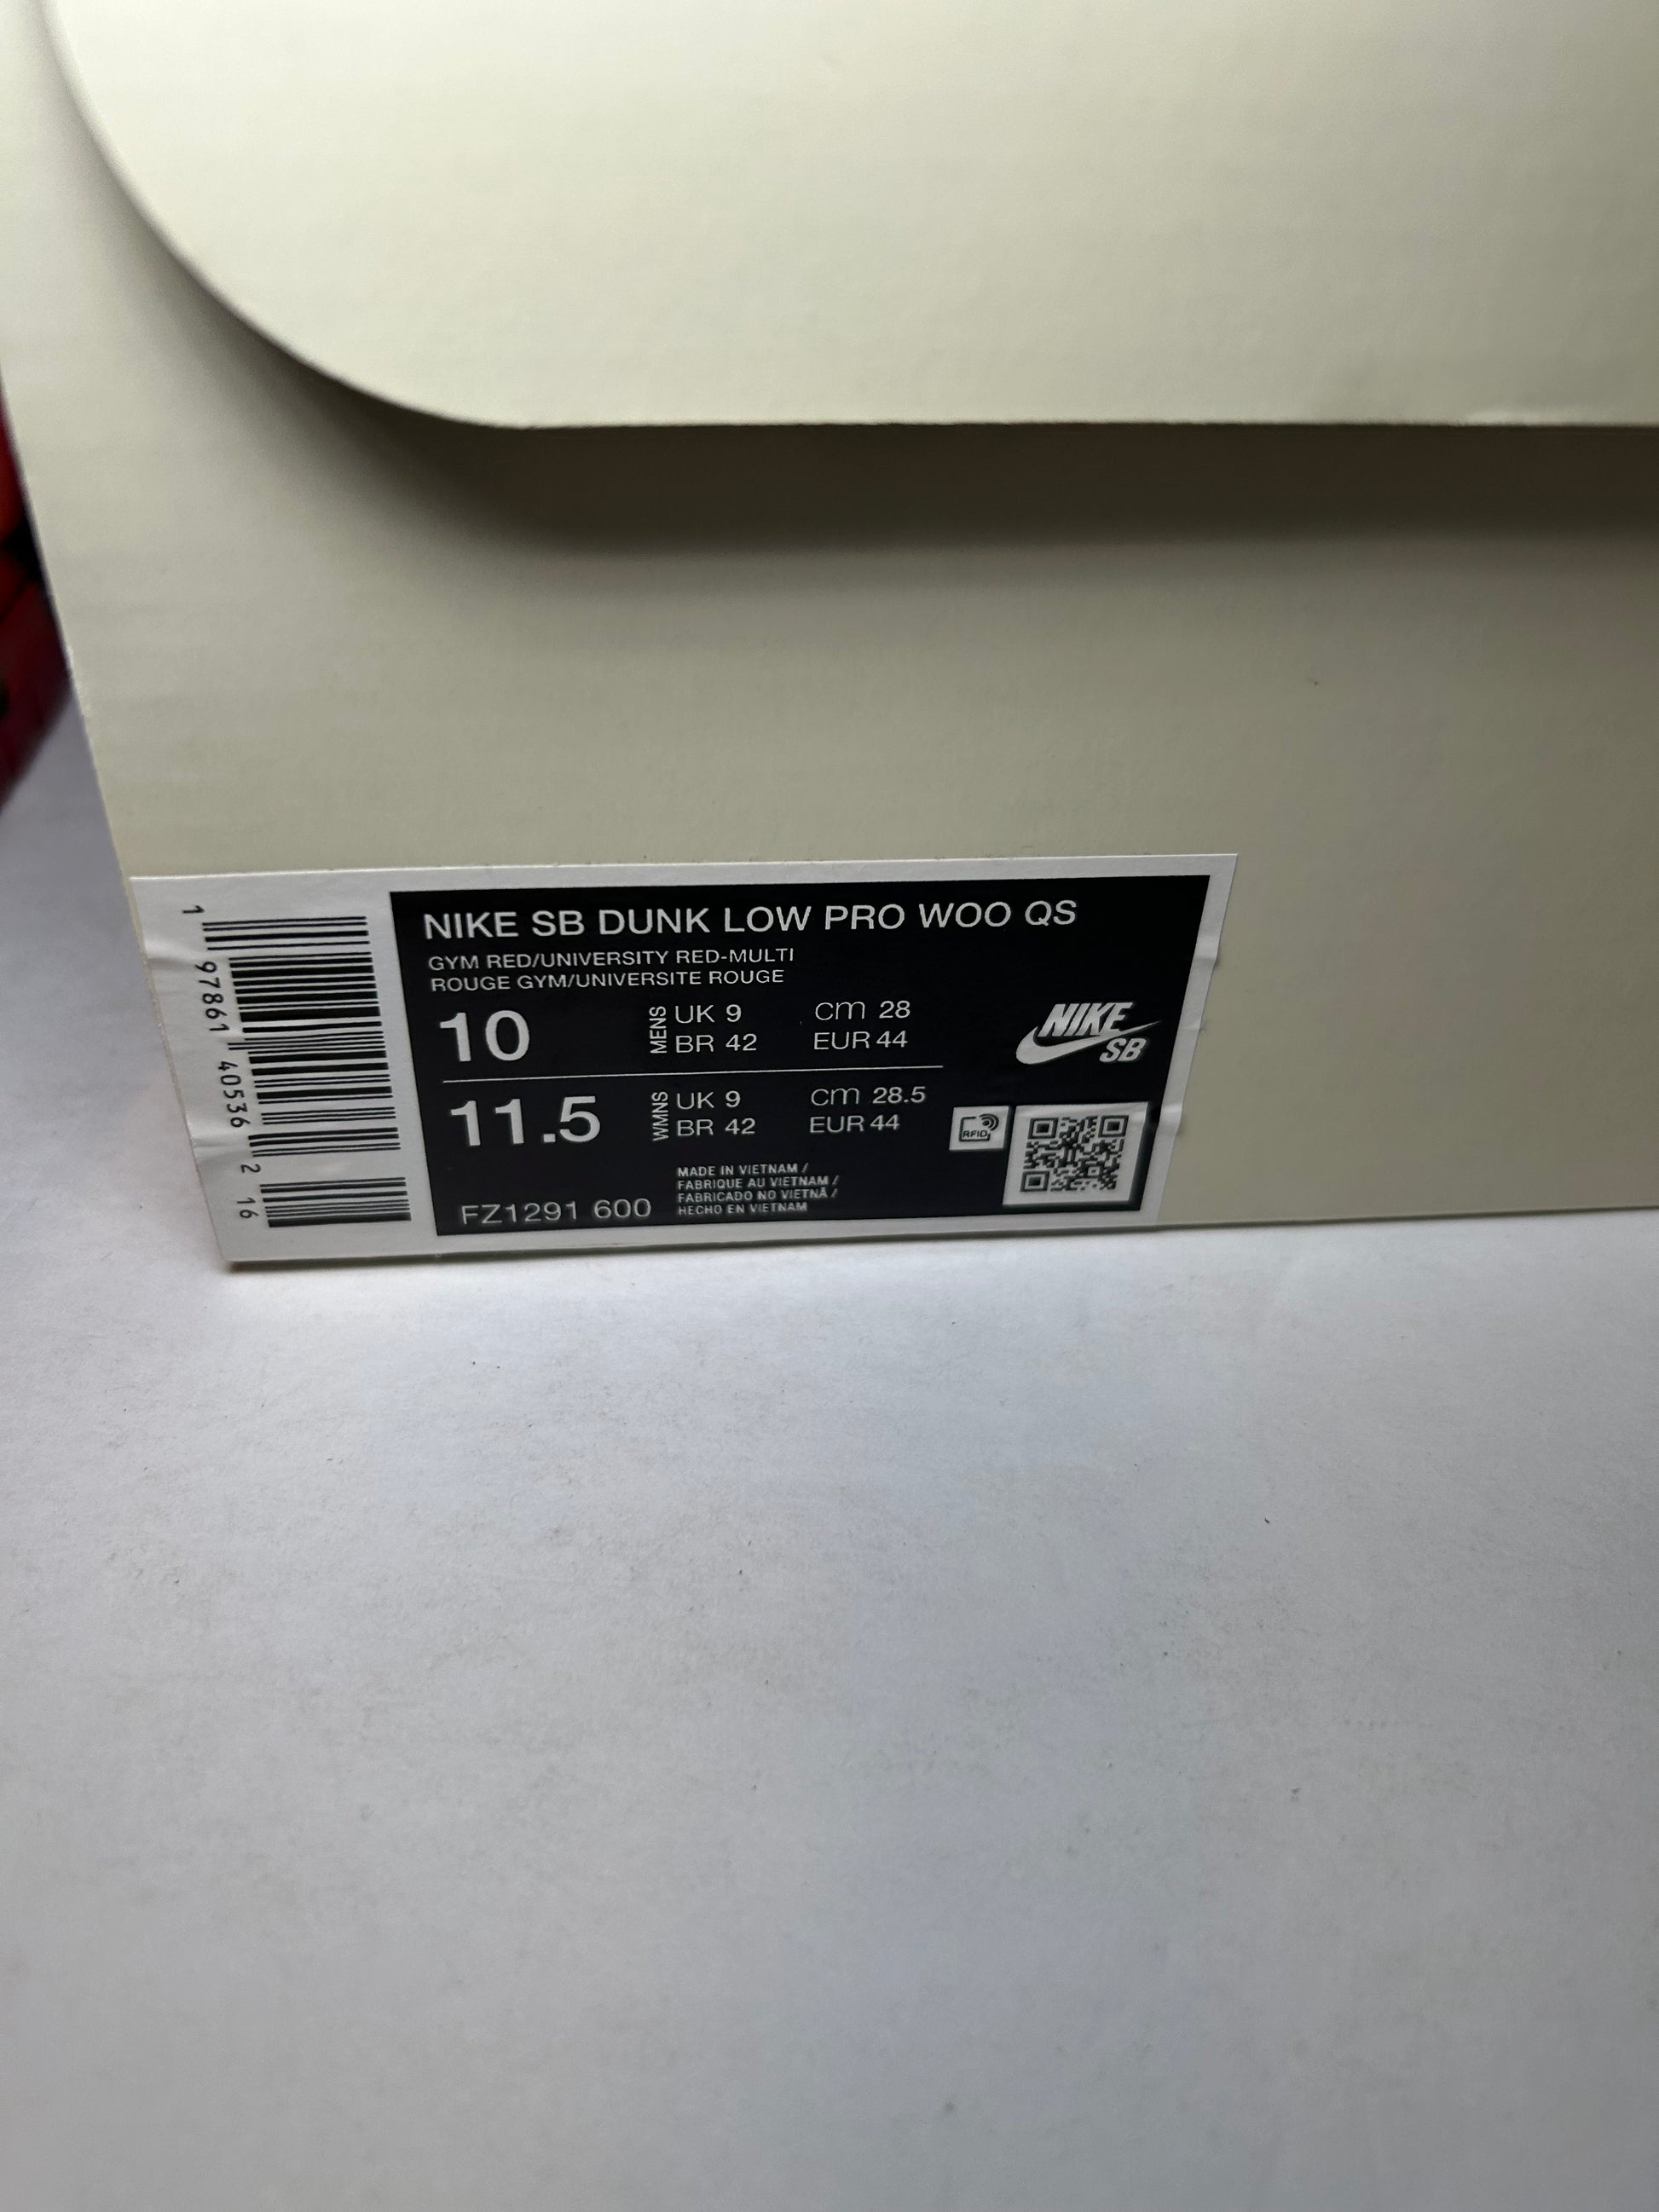 NIKE SB DUNK LOW PRO WOO QS
GYM RED/UNIVERSITY RED-MULTI
ROUGE GYM/UNIVERSITE ROUGE
10
MENS
UK 9 cm 28
BR 42 EUR 44
11.5
WMNS
UK 9 cm 28.5
BR 42 EUR 44
NIKE
SB
RFID
MADE IN VIETNAM /
FABRIQUE AU VIETNAM /
FABRICADO NO VIETNÃ /
HECHO EN VIETNAM
FZ1291 600
1 97861 40536 2 16